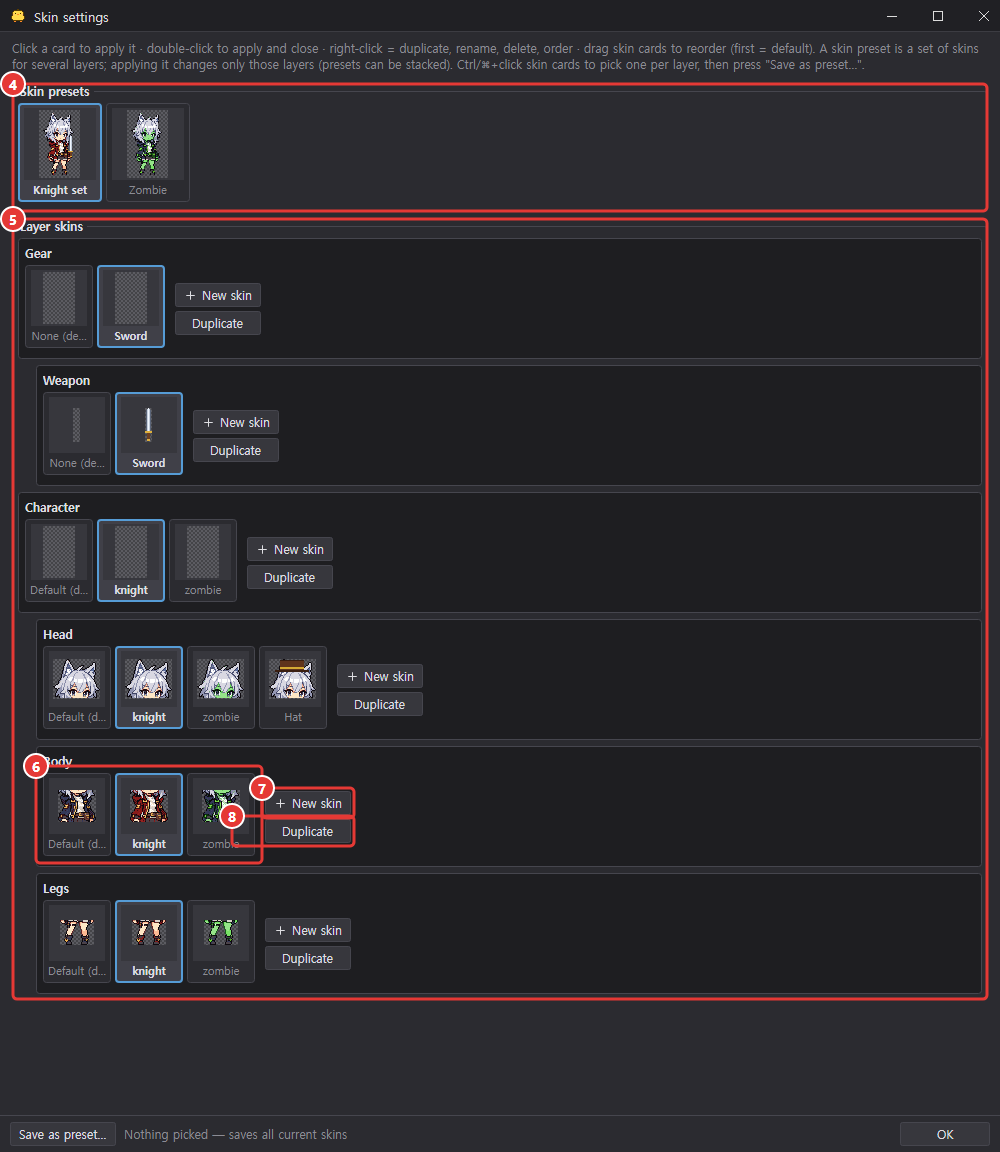 Skin settings
Click a card to apply it · double-click to apply and close · right-click = duplicate, rename, delete, order · drag skin cards to reorder (first = default). A skin preset is a set of skins
for several layers; applying it changes only those layers (presets can be stacked). Ctrl/⌘+click skin cards to pick one per layer, then press "Save as preset…".
4
Skin presets
Knight set
Zombie
5
Layer skins
Gear
None (de...
Sword
+ New skin
Duplicate
Weapon
None (de...
Sword
+ New skin
Duplicate
Character
Default (d...
knight
zombie
+ New skin
Duplicate
Head
Default (d...
knight
zombie
Hat
+ New skin
Duplicate
6
Body
Default (d...
knight
zombie
7
+ New skin
8
Duplicate
Legs
Default (d...
knight
zombie
+ New skin
Duplicate
Save as preset...
Nothing picked — saves all current skins
OK